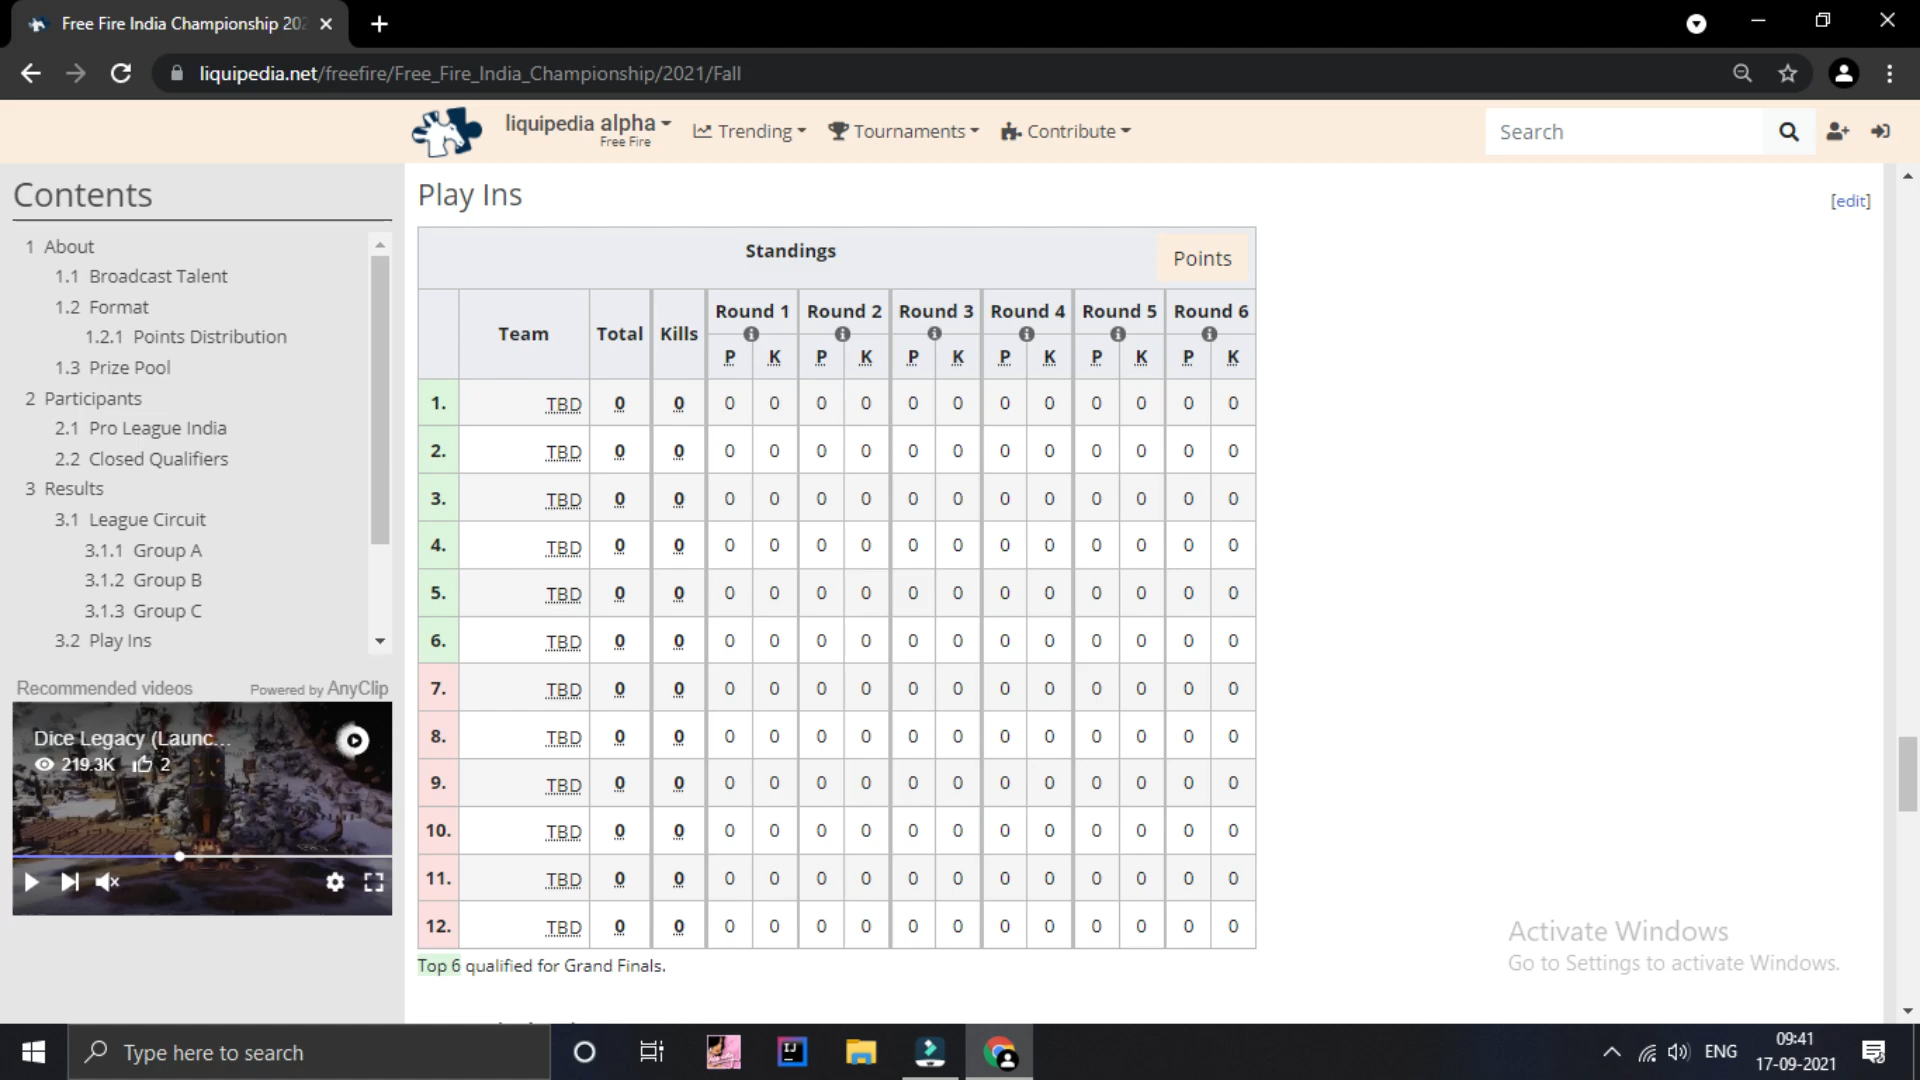 Free Fire India Championship 202
liquipedia.net/freefire/Free_Fire_India_Championship/2021/Fall
liquipedia alpha
Free Fire
Trending
Tournaments
Contribute
Search
Contents
1 About
1.1 Broadcast Talent
1.2 Format
1.2.1 Points Distribution
1.3 Prize Pool
2 Participants
2.1 Pro League India
2.2 Closed Qualifiers
3 Results
3.1 League Circuit
3.1.1 Group A
3.1.2 Group B
3.1.3 Group C
3.2 Play Ins
Recommended videos Powered by AnyClip
Dice Legacy (Launc...
219.3K 2
Play Ins
[edit]
Standings
Points
Team Total Kills Round 1 Round 2 Round 3 Round 4 Round 5 Round 6
P K P K P K P K P K P K
1. TBD 0 0 0 0 0 0 0 0 0 0 0 0 0 0
2. TBD 0 0 0 0 0 0 0 0 0 0 0 0 0 0
3. TBD 0 0 0 0 0 0 0 0 0 0 0 0 0 0
4. TBD 0 0 0 0 0 0 0 0 0 0 0 0 0 0
5. TBD 0 0 0 0 0 0 0 0 0 0 0 0 0 0
6. TBD 0 0 0 0 0 0 0 0 0 0 0 0 0 0
7. TBD 0 0 0 0 0 0 0 0 0 0 0 0 0 0
8. TBD 0 0 0 0 0 0 0 0 0 0 0 0 0 0
9. TBD 0 0 0 0 0 0 0 0 0 0 0 0 0 0
10. TBD 0 0 0 0 0 0 0 0 0 0 0 0 0 0
11. TBD 0 0 0 0 0 0 0 0 0 0 0 0 0 0
12. TBD 0 0 0 0 0 0 0 0 0 0 0 0 0 0
Top 6 qualified for Grand Finals.
Activate Windows
Go to Settings to activate Windows.
Type here to search
IJ
ENG
09:41
17-09-2021